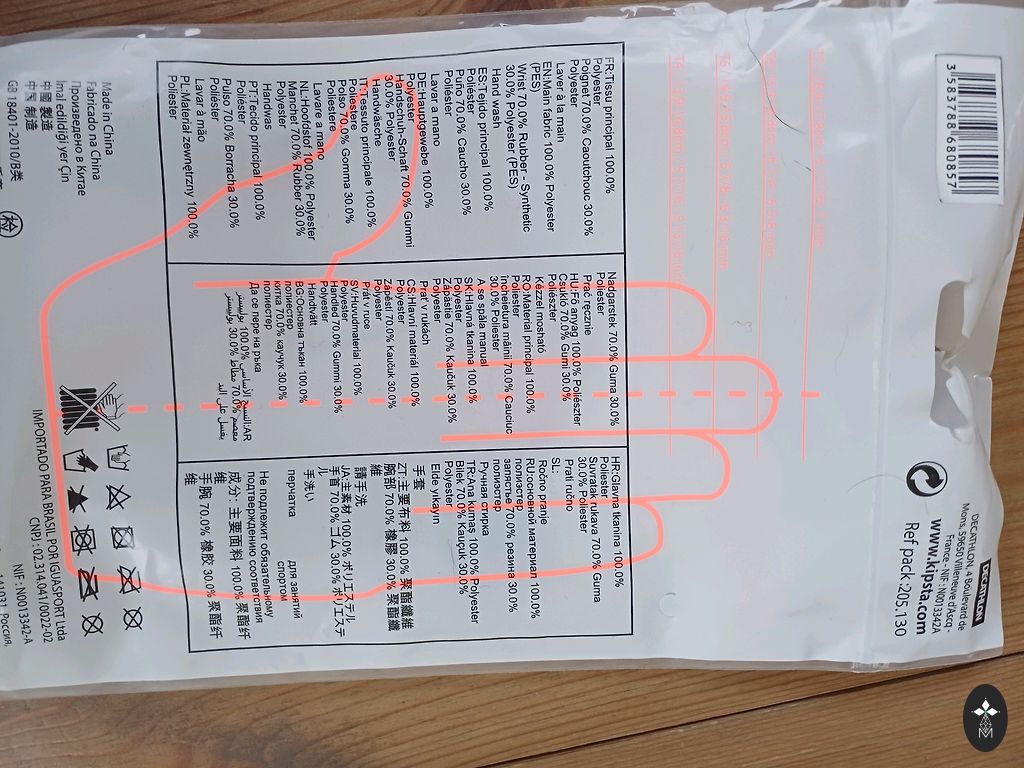 3"583788"680857
DECATHLON
DECATHLON, 4 Boulevard de
Mons, 59650 Villeneuve d'Ascq -
France - NIF : N0013342A
www.kipsta.com
Ref pack : 205.130
FR:Tissu principal 100.0%
Polyester
Poignet 70.0% Caoutchouc 30.0%
Polyester
Lavé à la main
EN:Main fabric 100.0% Polyester
(PES)
Wrist 70.0% Rubber - Synthetic
30.0% Polyester (PES)
Hand wash
ES:Tejido principal 100.0%
Poliéster
Puño 70.0% Caucho 30.0%
Poliéster
Lavar a mano
DE:Hauptgewebe 100.0%
Polyester
Handschuh-Schaft 70.0% Gummi
30.0% Polyester
Handwäsche
IT:Tessuto principale 100.0%
Poliestere
Polso 70.0% Gomma 30.0%
Poliestere
Lavare a mano
NL:Hoofdstof 100.0% Polyester
Manchet 70.0% Rubber 30.0%
Polyester
Handwas
PT:Tecido principal 100.0%
Poliéster
Pulso 70.0% Borracha 30.0%
Poliéster
Lavar à mão
PL:Materiał zewnętrzny 100.0%
Poliester
Nadgarstek 70.0% Guma 30.0%
Poliester
Prać ręcznie
HU:Fő anyag 100.0% Poliészter
Csukló 70.0% Gumi 30.0%
Poliészter
Kézzel mosható
RO:Material principal 100.0%
Poliester
încheietura mâinii 70.0% Cauciuc
30.0% Poliester
A se spăla manual
SK:Hlavná tkanina 100.0%
Polyester
Zápästie 70.0% Kaučuk 30.0%
Polyester
Prať v rukách
CS:Hlavní materiál 100.0%
Polyester
Zápěstí 70.0% Kaučuk 30.0%
Polyester
Prát v ruce
SV:Huvudmaterial 100.0%
Polyester
Handled 70.0% Gummi 30.0%
Polyester
Handtvätt
BG:Основна тъкан 100.0%
полиестер
китка 70.0% каучук 30.0%
полиестер
Да се пере на ръка
AR:النسيج الأساسي 100.0% بوليستر
معصم 70.0% مطاط 30.0% بوليستر
يغسل على اليد
HR:Glavna tkanina 100.0%
Poliester
Suvratak rukava 70.0% Guma
30.0% Poliester
Prati ručno
SL:
Ročno pranje
RU:основной материал 100.0%
полиэстер
запястье 70.0% резина 30.0%
полиэстер
Ручная стирка
TR:Ana kumaş 100.0% Polyester
Bilek 70.0% Kauçuk 30.0%
Polyester
Elde yıkayın
手套
ZT:主要布料 100.0% 聚酯纖維
腕部 70.0% 橡膠 30.0% 聚酯纖
維
請手洗
JA:主素材 100.0% ポリエステル
手首 70.0% ゴム 30.0% ポリエステ
ル
手洗い
перчатка
для занятий
спортом
Не подлежит обязательному
подтверждению соответствия
成分: 主要面料 100.0% 聚酯纤
维
手腕 70.0% 橡胶 30.0% 聚酯纤
维
Made in China
Fabricado na China
Произведено в Китае
İmal edildiği yer Çin
中國 製造
中国 制造
GB 18401-2010/
检
IMPORTADO PARA BRASIL POR IGUASPORT Ltda
CNPJ : 02.314.041/0022-02
NIF : N0013342-A
M